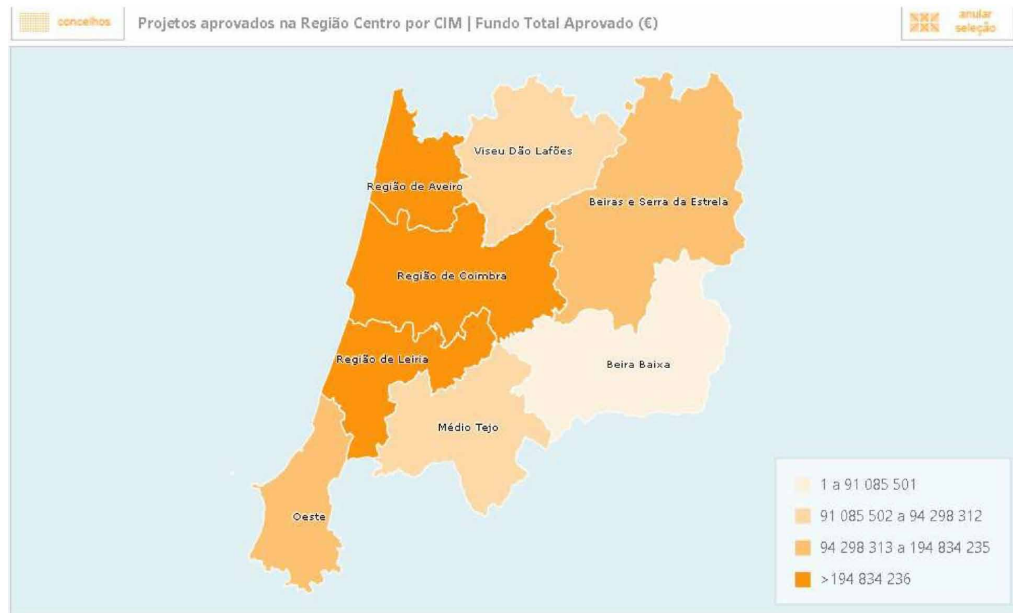 concelhos
Projetos aprovados na Região Centro por CIM | Fundo Total Aprovado (€)
anular
seleção
Viseu Dão Lafões
Região de Aveiro
Beiras e Serra da Estrela
Região de Coimbra
Região de Leiria
Beira Baixa
Médio Tejo
Oeste
1 a 91 085 501
91 085 502 a 94 298 312
94 298 313 a 194 834 235
>194 834 236